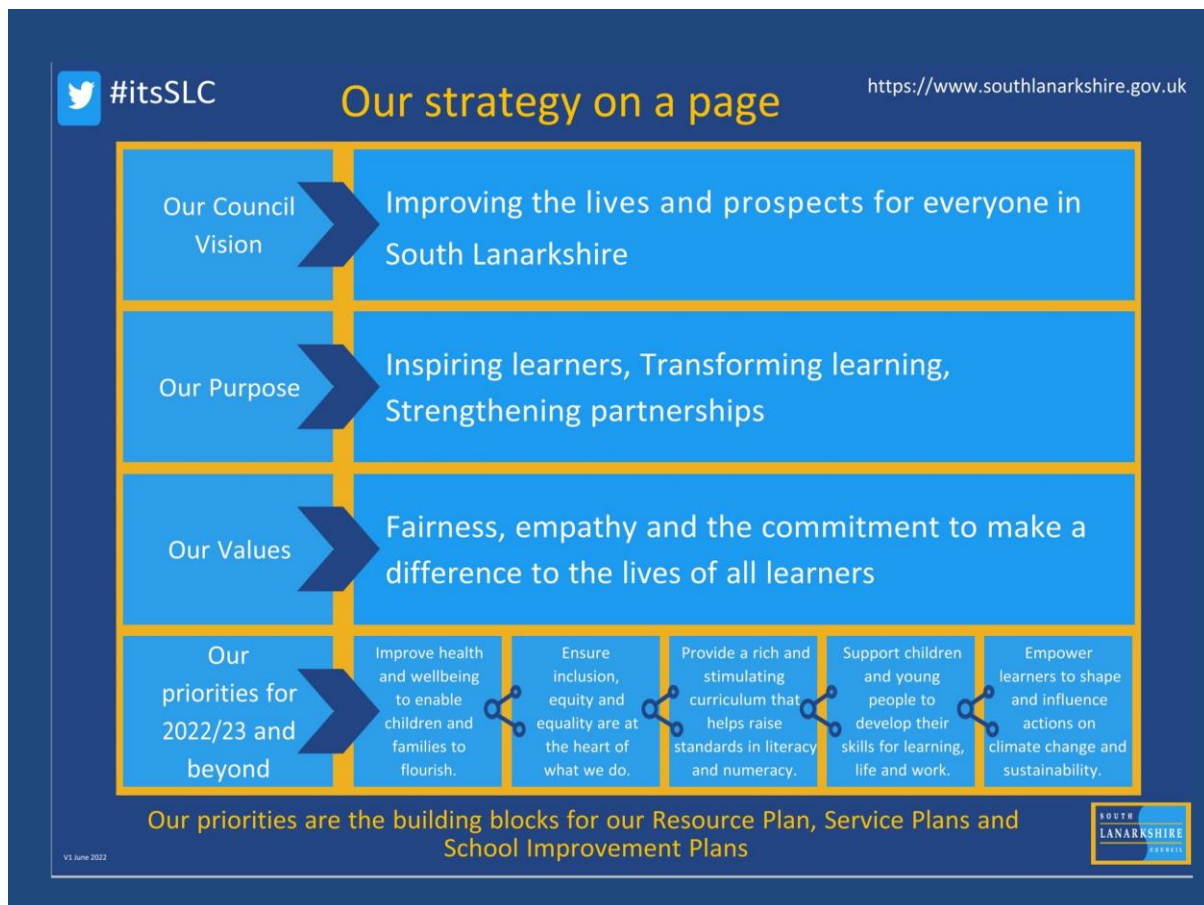 #itsSLC
Our strategy on a page
https://www.southlanarkshire.gov.uk
Our Council
Vision
Improving the lives and prospects for everyone in
South Lanarkshire
Our Purpose
Inspiring learners, Transforming learning,
Strengthening partnerships
Our Values
Fairness, empathy and the commitment to make a
difference to the lives of all learners
Our
priorities for
2022/23 and
beyond
Improve health
and wellbeing
to enable
children and
families to
flourish.
Ensure
inclusion,
equity and
equality are at
the heart of
what we do.
Provide a rich and
stimulating
curriculum that
helps raise
standards in literacy
and numeracy.
Support children
and young
people to
develop their
skills for learning,
life and work.
Empower
learners to shape
and influence
actions on
climate change and
sustainability.
Our priorities are the building blocks for our Resource Plan, Service Plans and
School Improvement Plans
V1 June 2022
SOUTH
LANARKSHIRE
COUNCIL